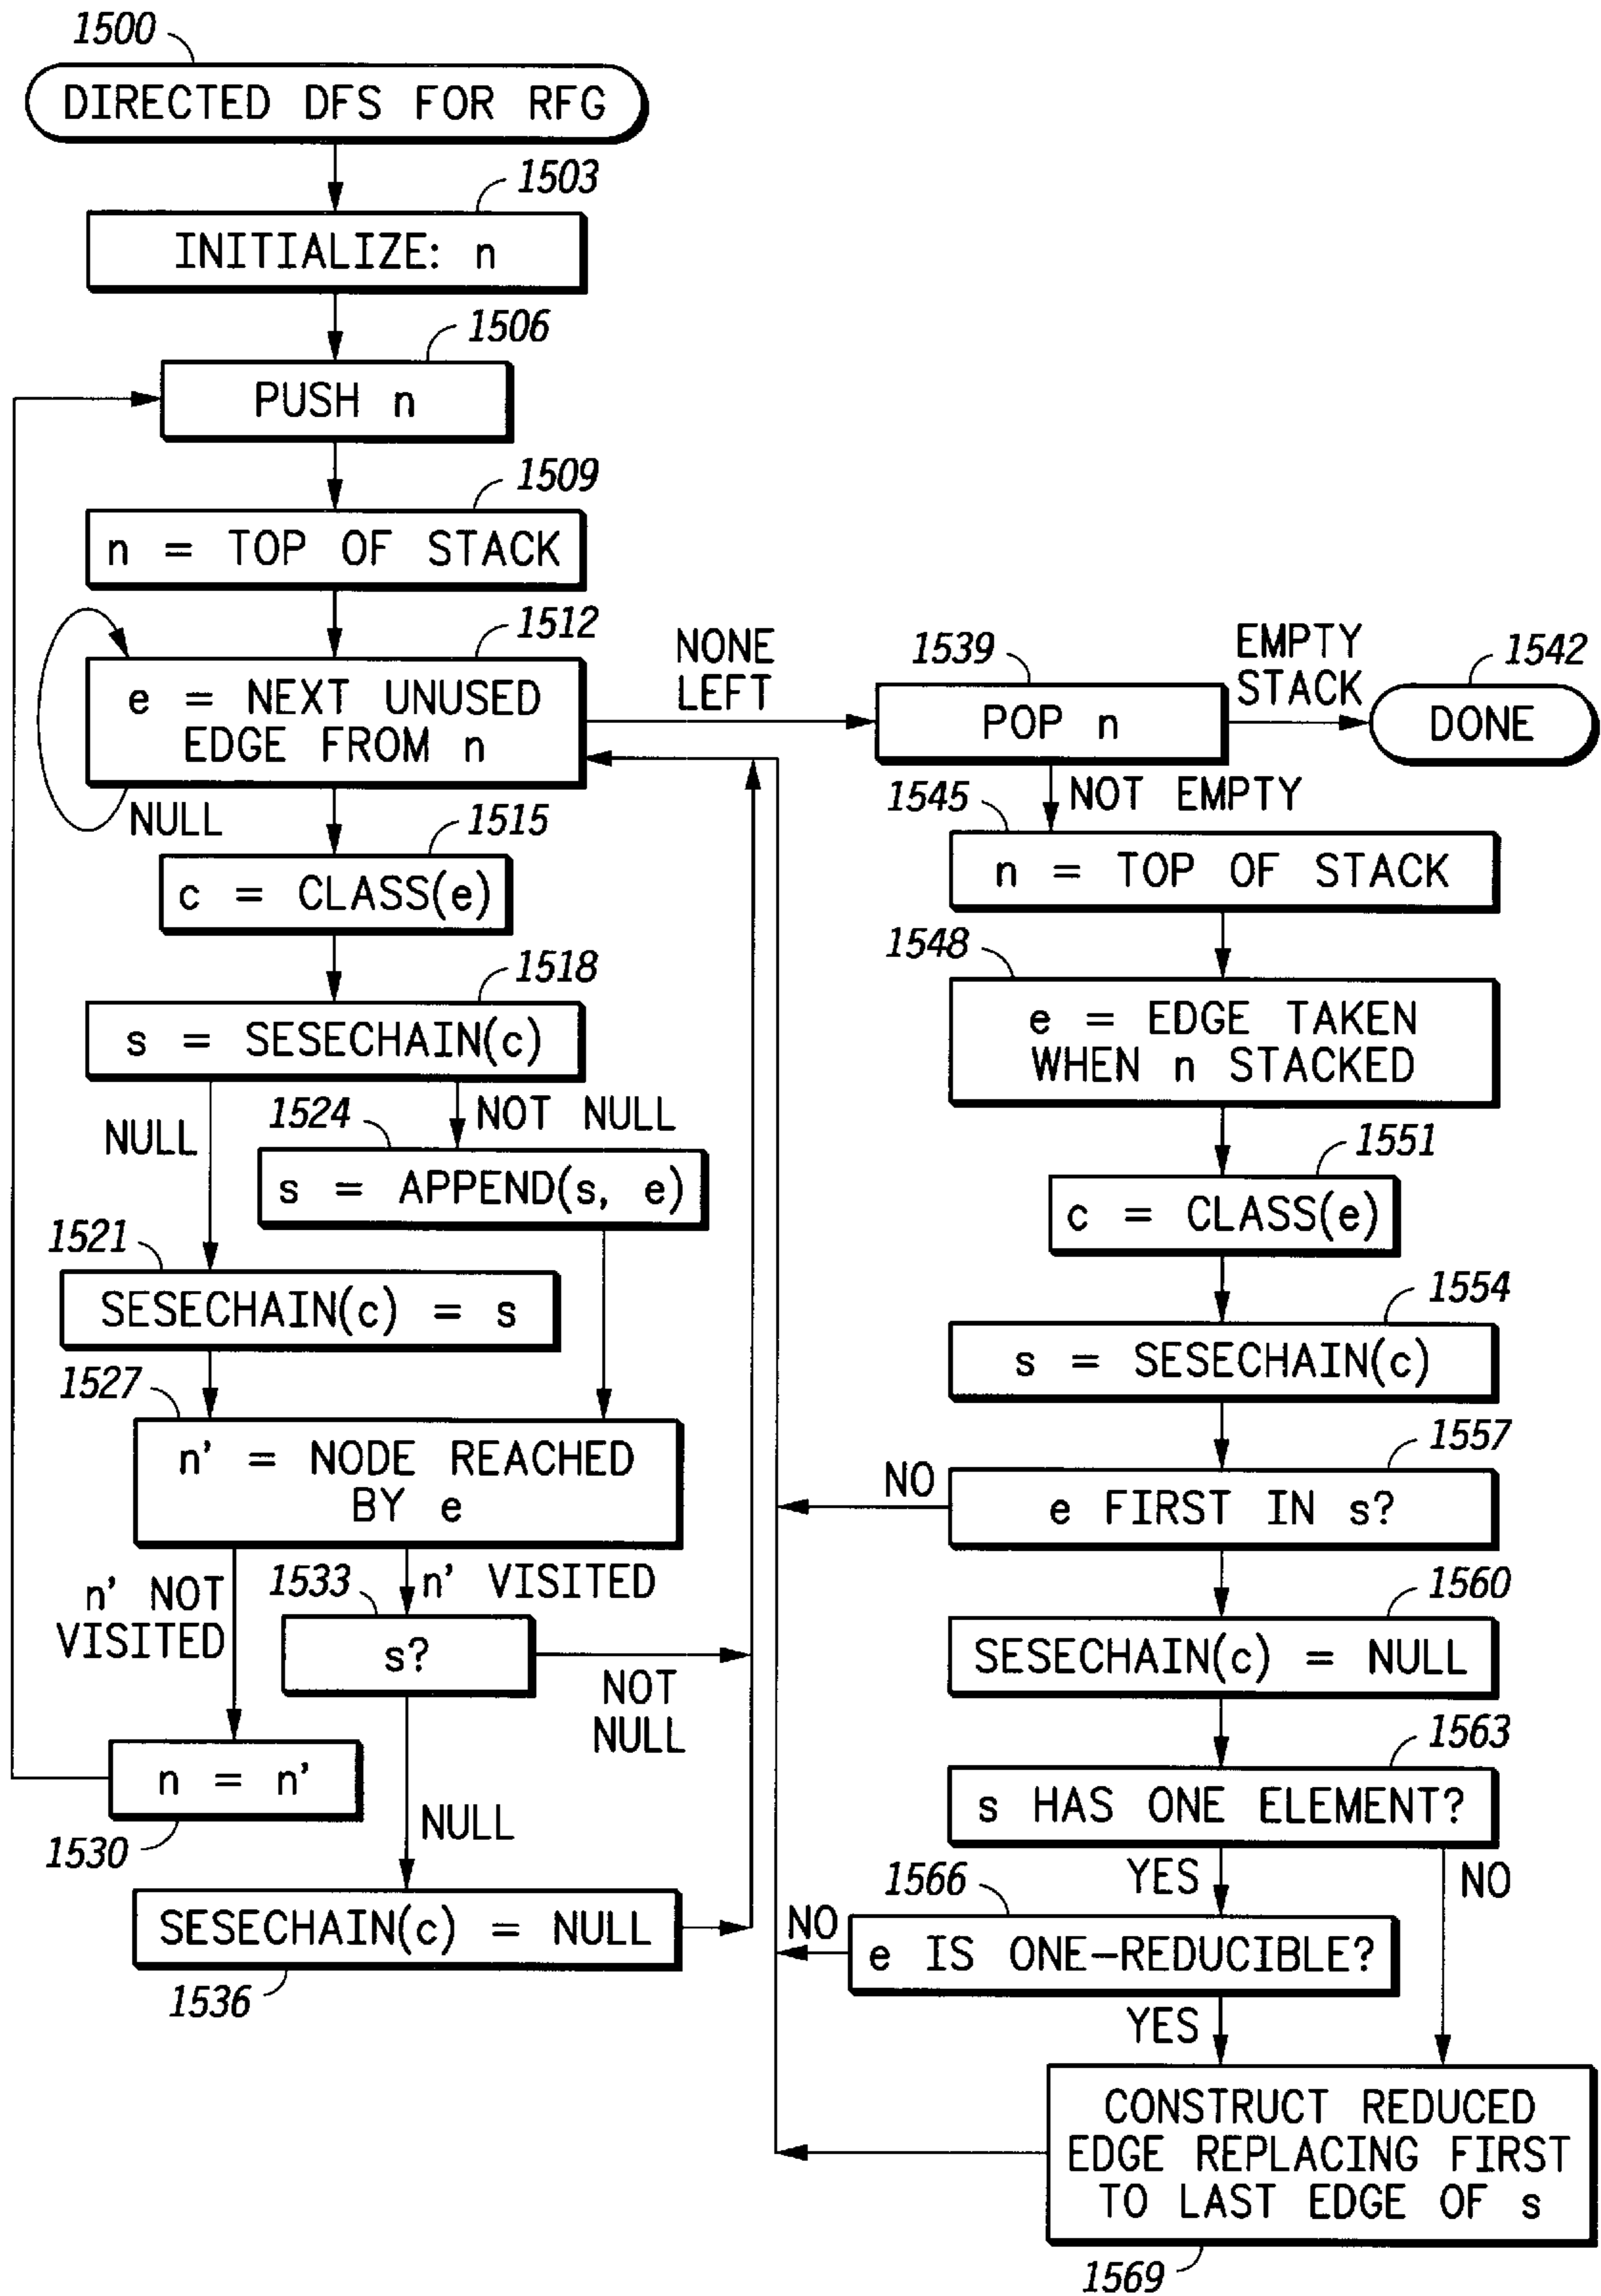 1500
DIRECTED DFS FOR RFG
1503
INITIALIZE: n
1506
PUSH n
1509
n = TOP OF STACK
1512
e = NEXT UNUSED
EDGE FROM n
NULL
NONE
LEFT
1539
POP n
EMPTY
STACK
1542
DONE
NOT EMPTY
1515
c = CLASS(e)
1518
s = SESECHAIN(c)
NULL
NOT NULL
1524
s = APPEND(s, e)
1521
SESECHAIN(c) = s
1527
n' = NODE REACHED
BY e
n' NOT
VISITED
n' VISITED
1533
s?
NOT
NULL
n = n'
1530
NULL
SESECHAIN(c) = NULL
1536
1545
n = TOP OF STACK
1548
e = EDGE TAKEN
WHEN n STACKED
1551
c = CLASS(e)
1554
s = SESECHAIN(c)
1557
e FIRST IN s?
NO
1560
SESECHAIN(c) = NULL
1563
s HAS ONE ELEMENT?
YES
NO
1566
e IS ONE-REDUCIBLE?
NO
YES
CONSTRUCT REDUCED
EDGE REPLACING FIRST
TO LAST EDGE OF s
1569